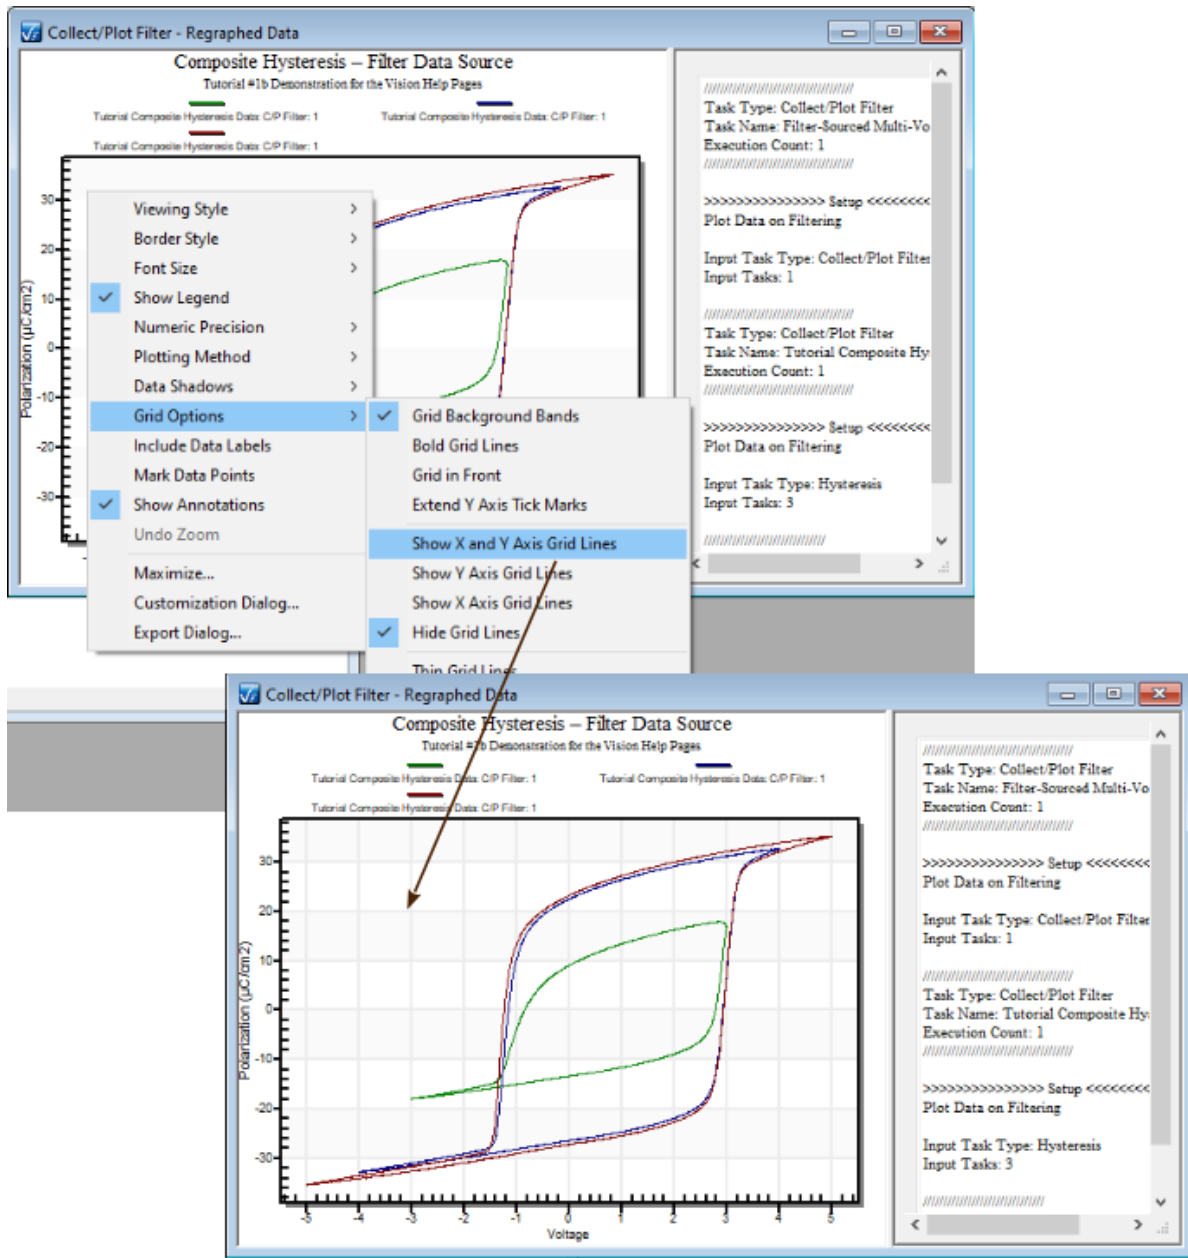 Collect/Plot Filter - Regraphed Data
Composite Hysteresis – Filter Data Source
Tutorial #1b Demonstration for the Vision Help Pages
Tutorial Composite Hysteresis Data: C/P Filter: 1
Tutorial Composite Hysteresis Data: C/P Filter: 1
Tutorial Composite Hysteresis Data: C/P Filter: 1
Polarization (µC/cm2)
30
20
10
0
-10
-20
-30
Viewing Style
Border Style
Font Size
Show Legend
Numeric Precision
Plotting Method
Data Shadows
Grid Options
Include Data Labels
Mark Data Points
Show Annotations
Undo Zoom
Maximize...
Customization Dialog...
Export Dialog...
Grid Background Bands
Bold Grid Lines
Grid in Front
Extend Y Axis Tick Marks
Show X and Y Axis Grid Lines
Show Y Axis Grid Lines
Show X Axis Grid Lines
Hide Grid Lines
Thin Grid Lines
///////////////////////////////////////
Task Type: Collect/Plot Filter
Task Name: Filter-Sourced Multi-Vo
Execution Count: 1
///////////////////////////////////////
>>>>>>>>>>>>>>> Setup <<<<<<<<
Plot Data on Filtering
Input Task Type: Collect/Plot Filter
Input Tasks: 1
///////////////////////////////////////
Task Type: Collect/Plot Filter
Task Name: Tutorial Composite Hy
Execution Count: 1
///////////////////////////////////////
>>>>>>>>>>>>>>> Setup <<<<<<<<
Plot Data on Filtering
Input Task Type: Hysteresis
Input Tasks: 3
////////////////////////////////
Collect/Plot Filter - Regraphed Data
Composite Hysteresis – Filter Data Source
Tutorial #1b Demonstration for the Vision Help Pages
Tutorial Composite Hysteresis Data: C/P Filter: 1
Tutorial Composite Hysteresis Data: C/P Filter: 1
Tutorial Composite Hysteresis Data: C/P Filter: 1
Polarization (µC/cm2)
30
20
10
0
-10
-20
-30
-5 -4 -3 -2 -1 0 1 2 3 4 5
Voltage
///////////////////////////////////////
Task Type: Collect/Plot Filter
Task Name: Filter-Sourced Multi-Vo
Execution Count: 1
///////////////////////////////////////
>>>>>>>>>>>>>>> Setup <<<<<<<<
Plot Data on Filtering
Input Task Type: Collect/Plot Filter
Input Tasks: 1
///////////////////////////////////////
Task Type: Collect/Plot Filter
Task Name: Tutorial Composite Hy
Execution Count: 1
///////////////////////////////////////
>>>>>>>>>>>>>>> Setup <<<<<<<<
Plot Data on Filtering
Input Task Type: Hysteresis
Input Tasks: 3
////////////////////////////////